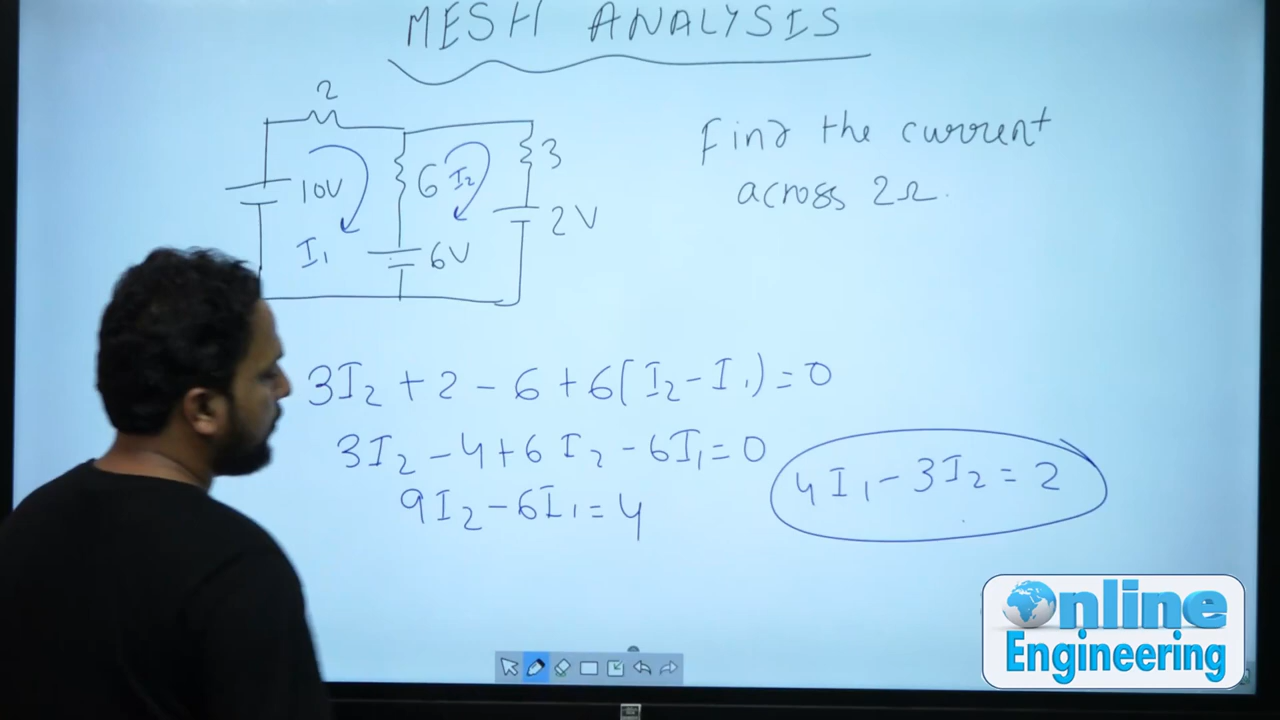 MESH ANALYSIS
2
10V
6
3
I₁
I₂
6V
2V
Find the current
across 2Ω.
3I₂ + 2 - 6 + 6(I₂ - I₁) = 0
3I₂ - 4 + 6I₂ - 6I₁ = 0
9I₂ - 6I₁ = 4
4I₁ - 3I₂ = 2
Online
Engineering